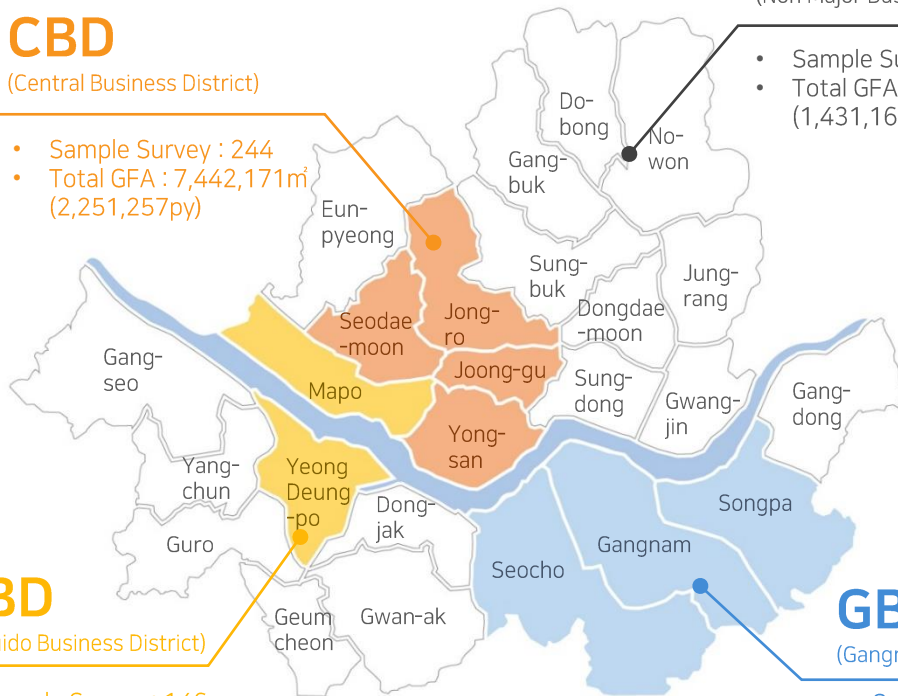 CBD
(Central Business District)
• Sample Survey : 244
• Total GFA : 7,442,171㎡
(2,251,257py)
• Sample Su
• Total GFA
(1,431,16
Do-
bong
No-
won
Gang-
buk
Eun-
pyeong
Sung-
buk
Jung-
rang
Dongdae
-moon
Seodae
-moon
Jong-
ro
Gang-
seo
Joong-gu
Mapo
Sung-
dong
Gwang-
jin
Gang-
dong
Yong-
san
Yang-
chun
Yeong
Deung
-po
Dong-
jak
Songpa
Guro
Gangnam
Seocho
Geum
cheon
Gwan-ak
BD
ido Business District)
GB
(Gangn